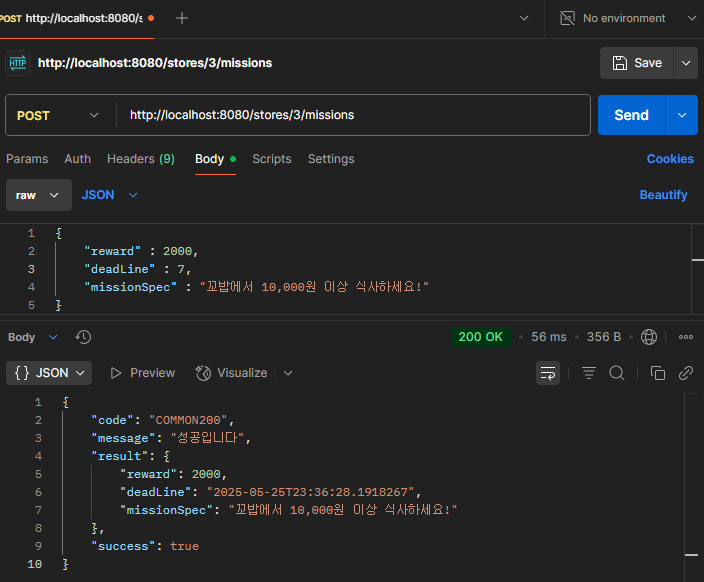 POST http://localhost:8080/s
No environment
HTTP http://localhost:8080/stores/3/missions
Save
POST http://localhost:8080/stores/3/missions
Send
Params Auth Headers (9) Body Scripts Settings Cookies
raw JSON Beautify
1 {
2 "reward" : 2000,
3 "deadLine" : 7,
4 "missionSpec" : "꼬밥에서 10,000원 이상 식사하세요!"
5 }
Body 200 OK 56 ms 356 B
{} JSON Preview Visualize
1 {
2 "code": "COMMON200",
3 "message": "성공입니다",
4 "result": {
5 "reward": 2000,
6 "deadLine": "2025-05-25T23:36:28.1918267",
7 "missionSpec": "꼬밥에서 10,000원 이상 식사하세요!"
8 },
9 "success": true
10 }